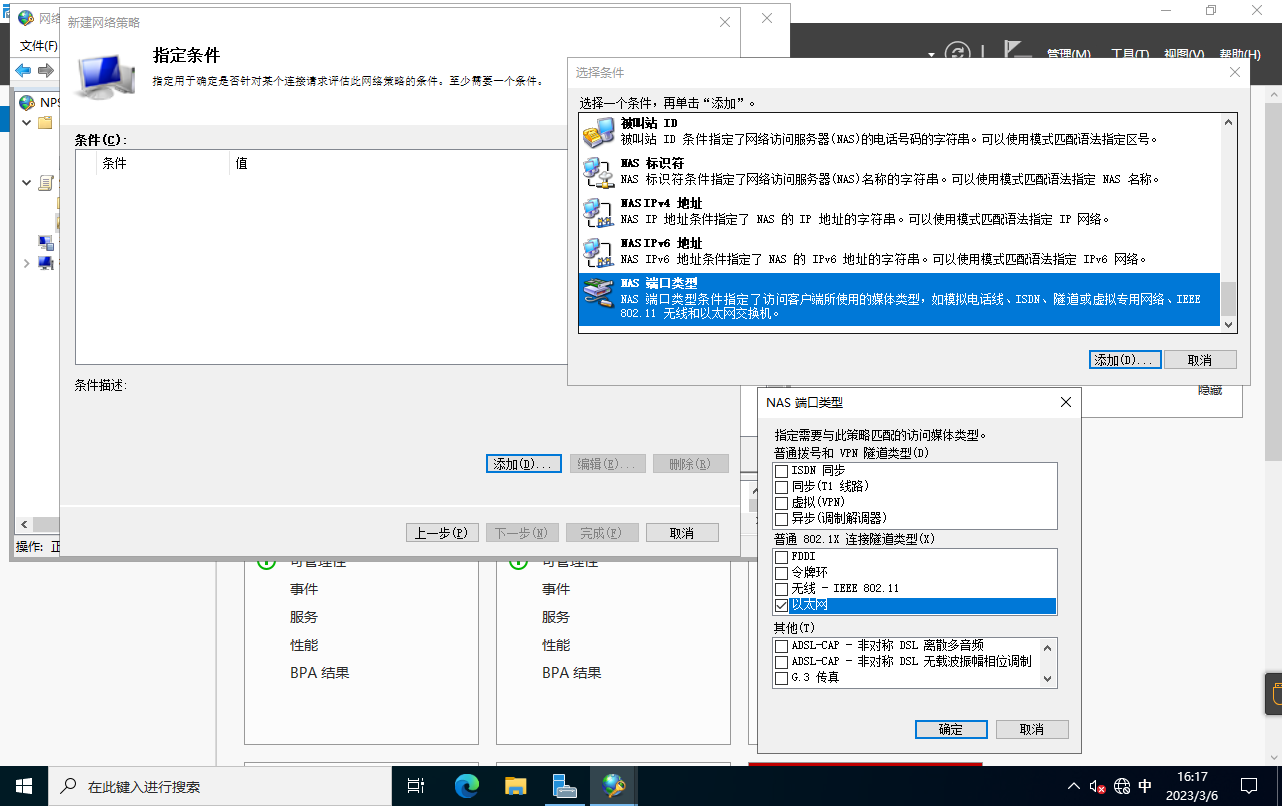 网络
文件(F)
NPS
操作: 正
管理(M) 工具(T) 视图(V) 帮助(H)
新建网络策略
指定条件
指定用于确定是否针对某个连接请求评估此网络策略的条件。至少需要一个条件。
条件(C):
条件 值
条件描述:
添加(D)... 编辑(E)... 删除(R)
上一步(P) 下一步(N) 完成(F) 取消
选择条件
选择一个条件，再单击“添加”。
被叫站 ID
被叫站 ID 条件指定了网络访问服务器(NAS)的电话号码的字符串。可以使用模式匹配语法指定区号。
NAS 标识符
NAS 标识符条件指定了网络访问服务器(NAS)名称的字符串。可以使用模式匹配语法指定 NAS 名称。
NAS IPv4 地址
NAS IP 地址条件指定了 NAS 的 IP 地址的字符串。可以使用模式匹配语法指定 IP 网络。
NAS IPv6 地址
NAS IPv6 地址条件指定了 NAS 的 IPv6 地址的字符串。可以使用模式匹配语法指定 IPv6 网络。
NAS 端口类型
NAS 端口类型条件指定了访问客户端所使用的媒体类型，如模拟电话线、ISDN、隧道或虚拟专用网络、IEEE
802.11 无线和以太网交换机。
添加(D)... 取消
隐藏
NAS 端口类型
指定需要与此策略匹配的访问媒体类型。
普通拨号和 VPN 隧道类型(D)
ISDN 同步
同步(T1 线路)
虚拟(VPN)
异步(调制解调器)
普通 802.1X 连接隧道类型(X)
FDDI
令牌环
无线 - IEEE 802.11
以太网
其他(T)
ADSL-CAP - 非对称 DSL 离散多音频
ADSL-CAP - 非对称 DSL 无载波振幅相位调制
G.3 传真
确定 取消
可管理性 可管理性
事件 事件
服务 服务
性能 性能
BPA 结果 BPA 结果
在此键入进行搜索
中
16:17
2023/3/6